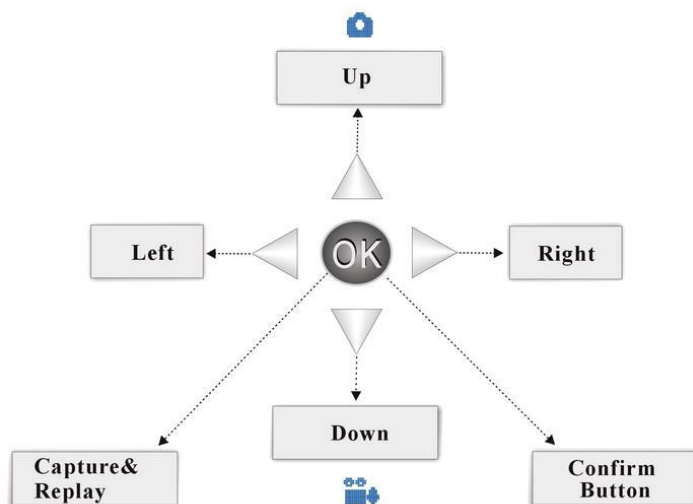 Up
Left
OK
Right
Down
Capture&
Replay
Confirm
Button